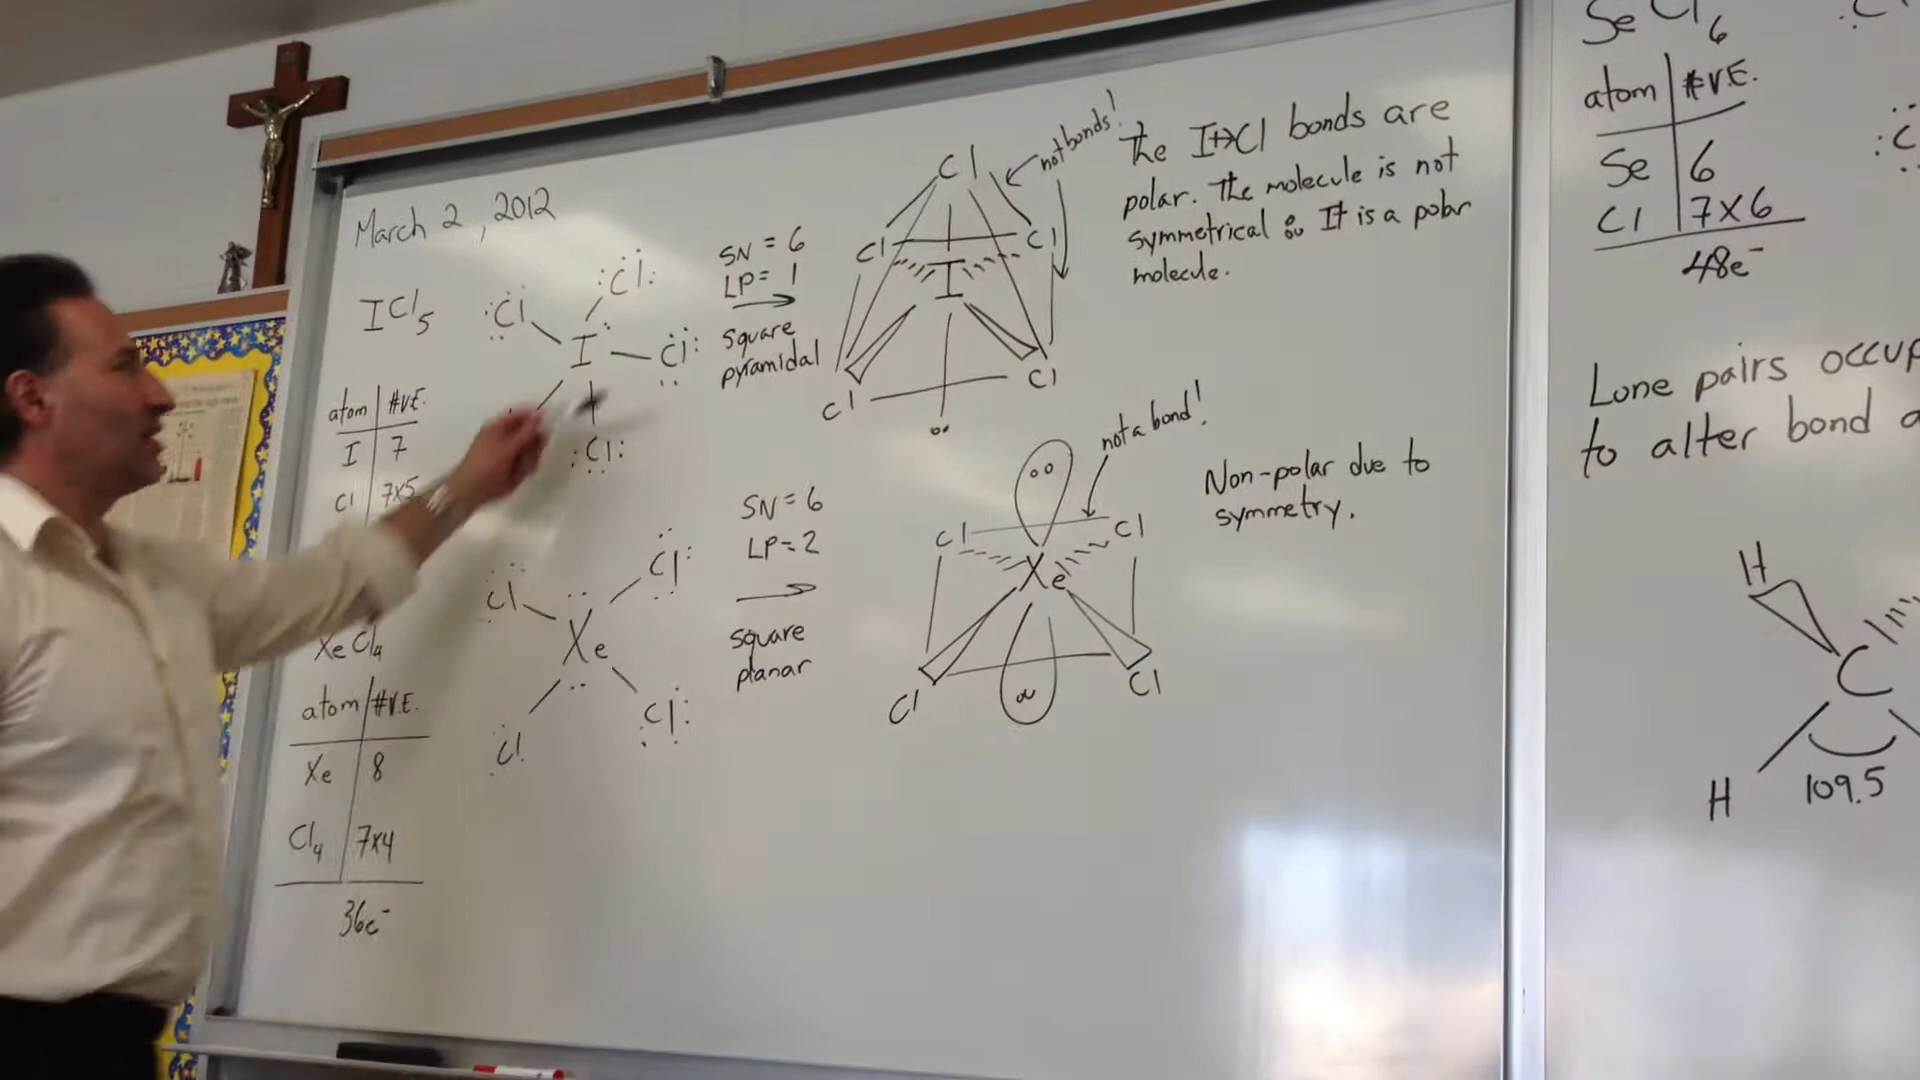 March 2, 2012
ICl5
atom #V.E.
I 7
Cl 7x5
Cl
Cl
I
Cl
Cl
SN = 6
LP = 1
square
pyramidal
Cl
Cl
Cl
I
Cl
Cl
not bonds!
The I+>Cl bonds are
polar. The molecule is not
symmetrical ∴ It is a polar
molecule.
XeCl4
atom #V.E.
Xe 8
Cl4 7x4
36e-
Cl
Cl
Xe
Cl
Cl
SN = 6
LP = 2
square
planar
Cl
Cl
Xe
Cl
Cl
not a bond!
Non-polar due to
symmetry.
SeCl6
atom #V.E.
Se 6
Cl 7x6
48e-
Lone pairs
to alter bond
H
C
H
109.5